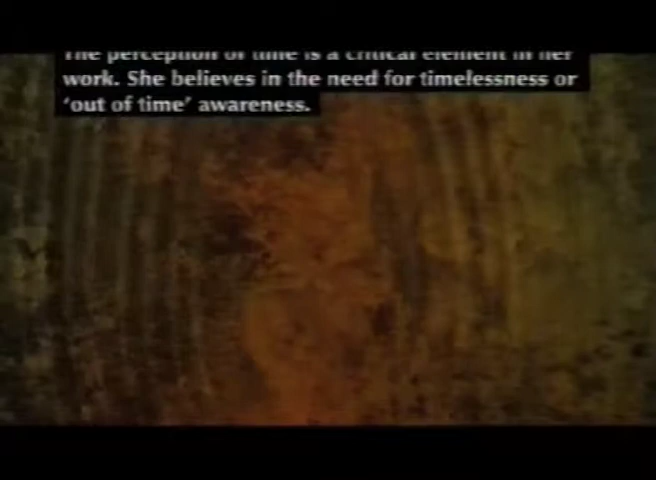 The perception of time is a critical element in her
work. She believes in the need for timelessness or
‘out of time’ awareness.